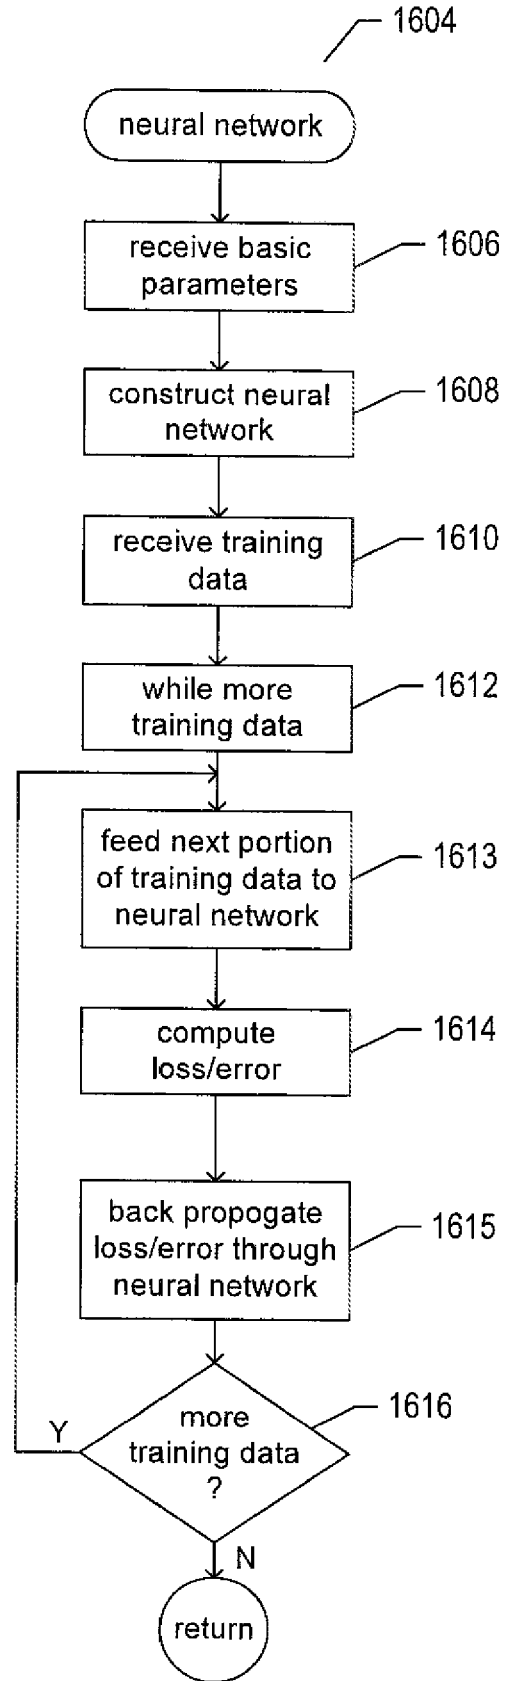 1604
neural network
receive basic
parameters
1606
construct neural
network
1608
receive training
data
1610
while more
training data
1612
feed next portion
of training data to
neural network
1613
compute
loss/error
1614
back propogate
loss/error through
neural network
1615
more
training data
?
1616
Y
N
return